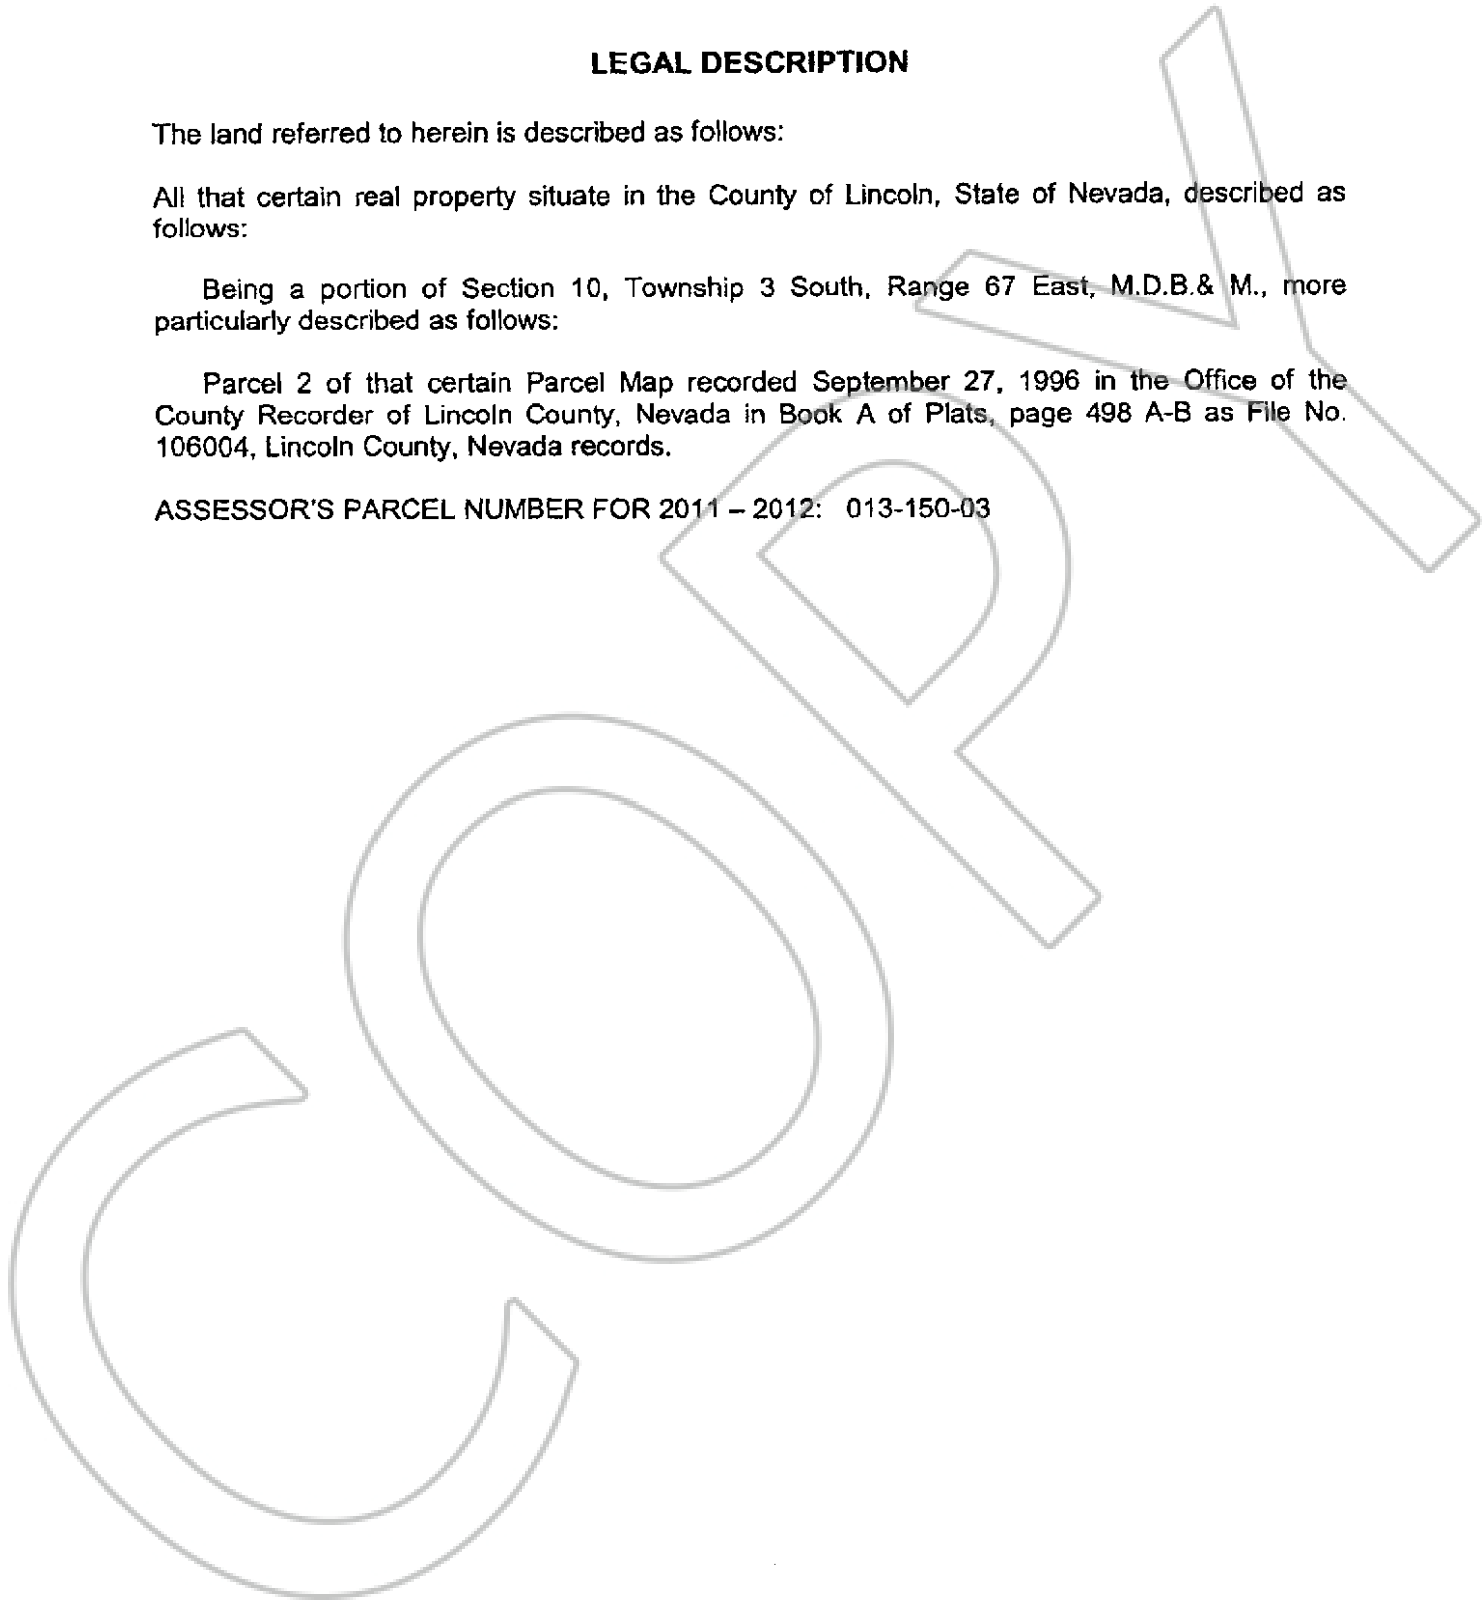 LEGAL DESCRIPTION
The land referred to herein is described as follows:
All that certain real property situate in the County of Lincoln, State of Nevada, described as
follows:
Being a portion of Section 10, Township 3 South, Range 67 East, M.D.B.& M., more
particularly described as follows:
Parcel 2 of that certain Parcel Map recorded September 27, 1996 in the Office of the
County Recorder of Lincoln County, Nevada in Book A of Plats, page 498 A-B as File No.
106004, Lincoln County, Nevada records.
ASSESSOR'S PARCEL NUMBER FOR 2011 – 2012: 013-150-03
COPY